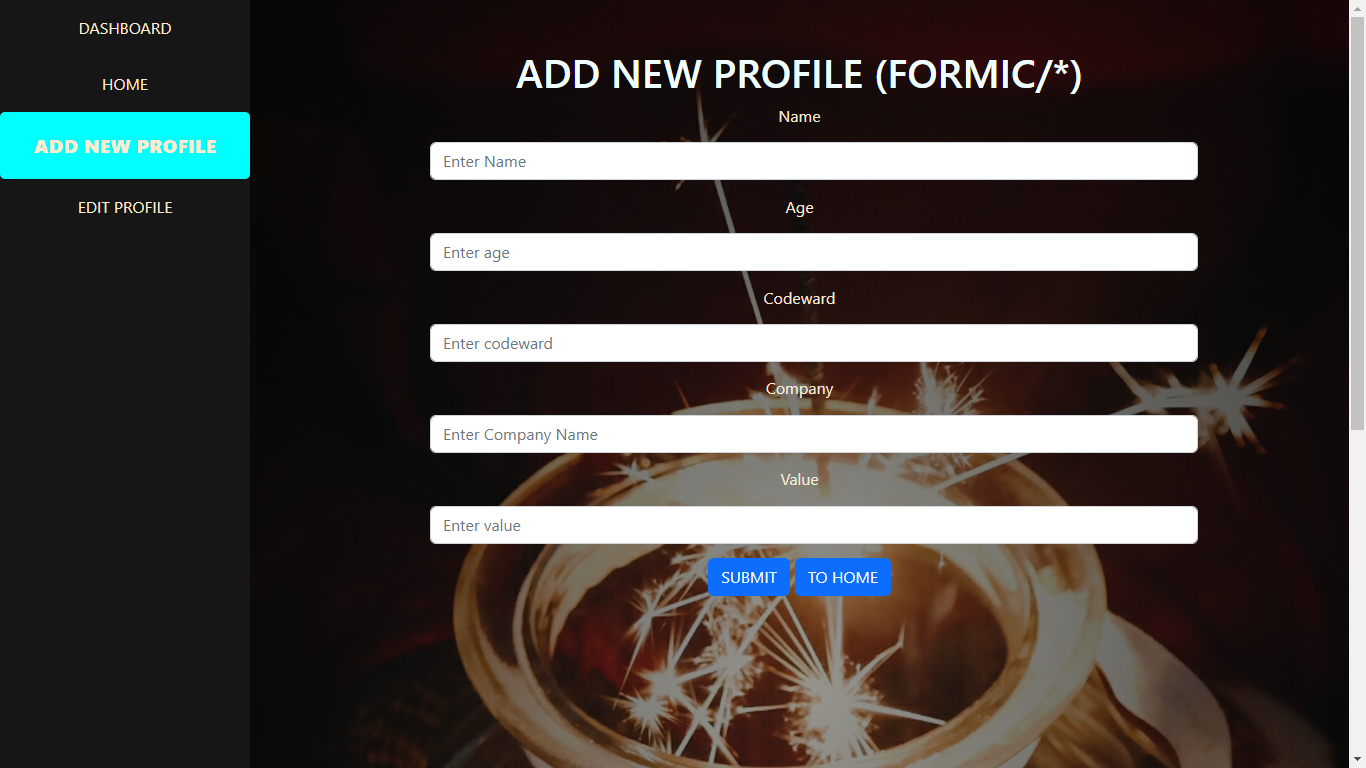 DASHBOARD
HOME
ADD NEW PROFILE
EDIT PROFILE
ADD NEW PROFILE (FORMIC/*)
Name
Enter Name
Age
Enter age
Codeward
Enter codeward
Company
Enter Company Name
Value
Enter value
SUBMIT TO HOME